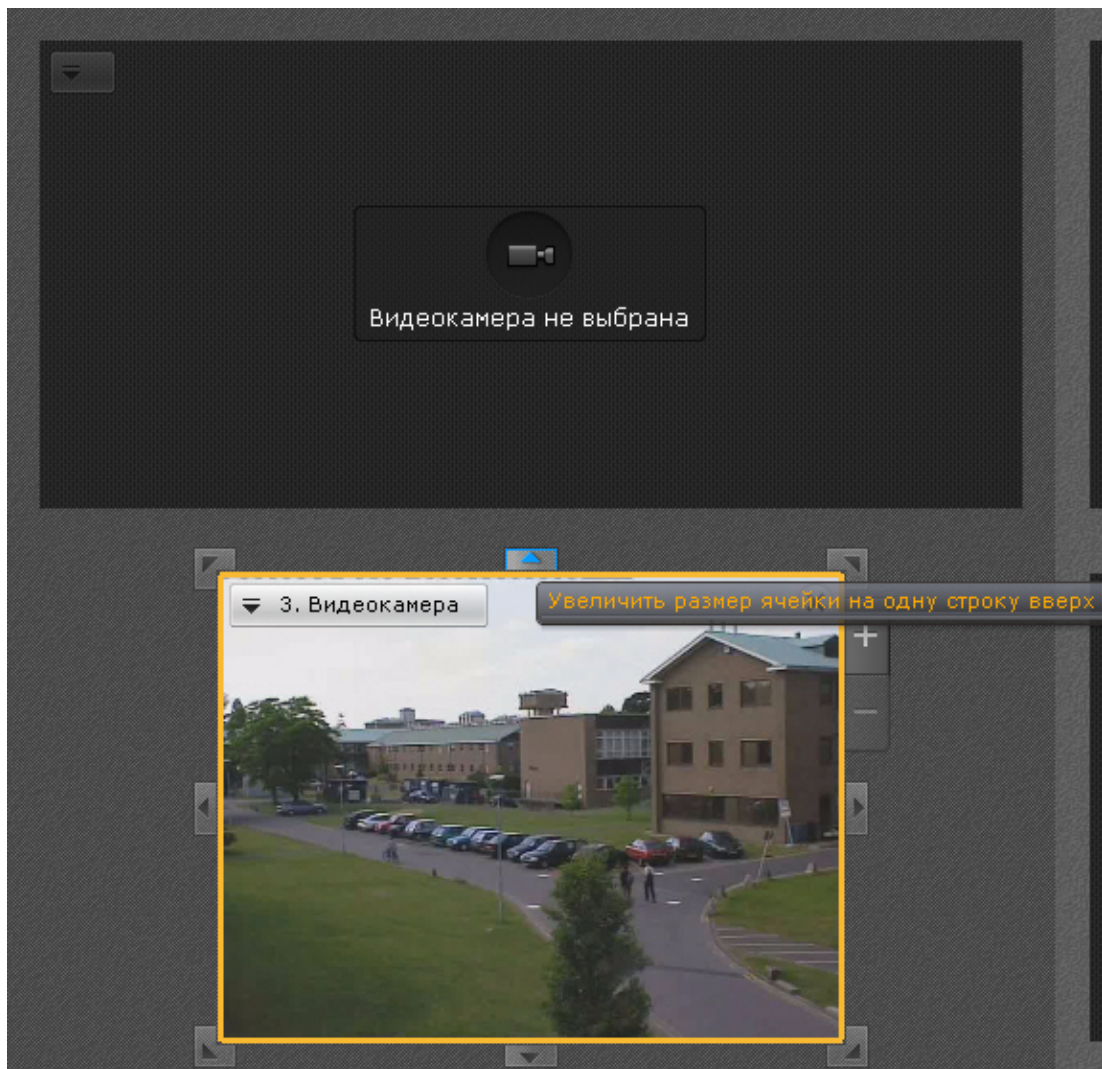 Видеокамера не выбрана
3. Видеокамера
Увеличить размер ячейки на одну строку вверх